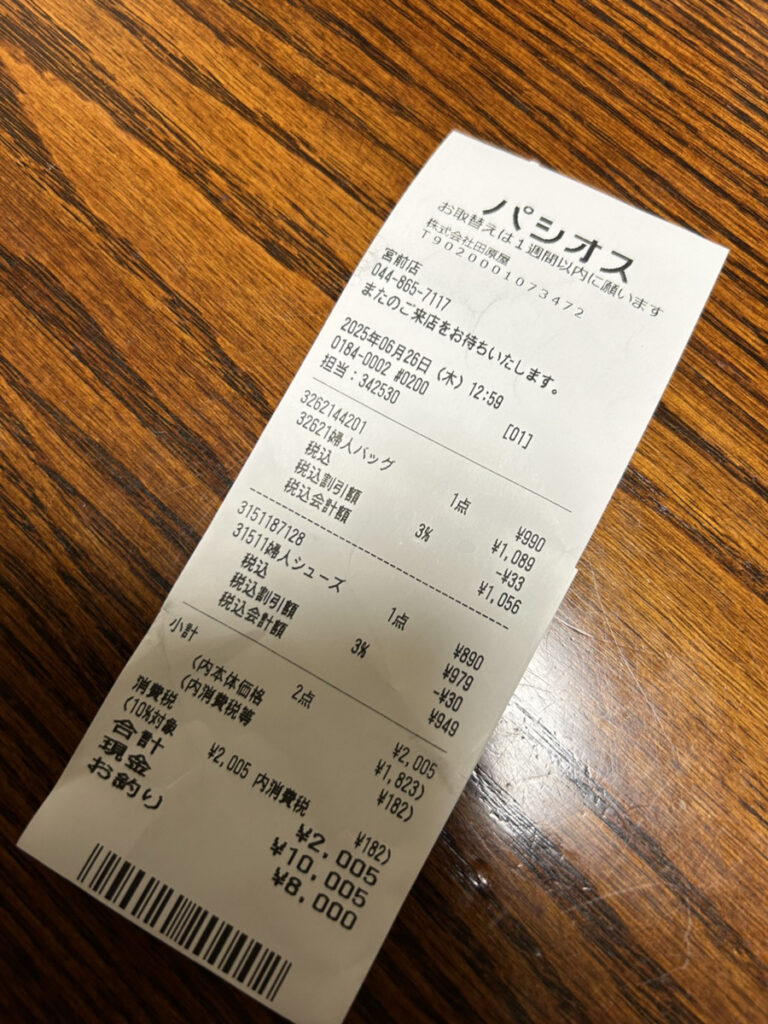 パシオス
お取替えは1週間以内に願います
株式会社田原屋
T9020001073472
宮前店
044-865-7117
またのご来店をお待ちいたします。
2025年06月26日(木)12:59
0184-0002 #0200 [01]
担当:342530
3262144201
32621婦人バッグ 1点 ¥990
税込 ¥1,089
税込割引額 3% -¥33
税込会計額 ¥1,056
3151187128
31511婦人シューズ 1点 ¥890
税込 ¥979
税込割引額 3% -¥30
税込会計額 ¥949
小計 2点 ¥2,005
(内本体価格 ¥1,823)
(内消費税等 ¥182)
消費税
(10%対象 ¥2,005 内消費税 ¥182)
合計 ¥2,005
現金 ¥10,005
お釣り ¥8,000